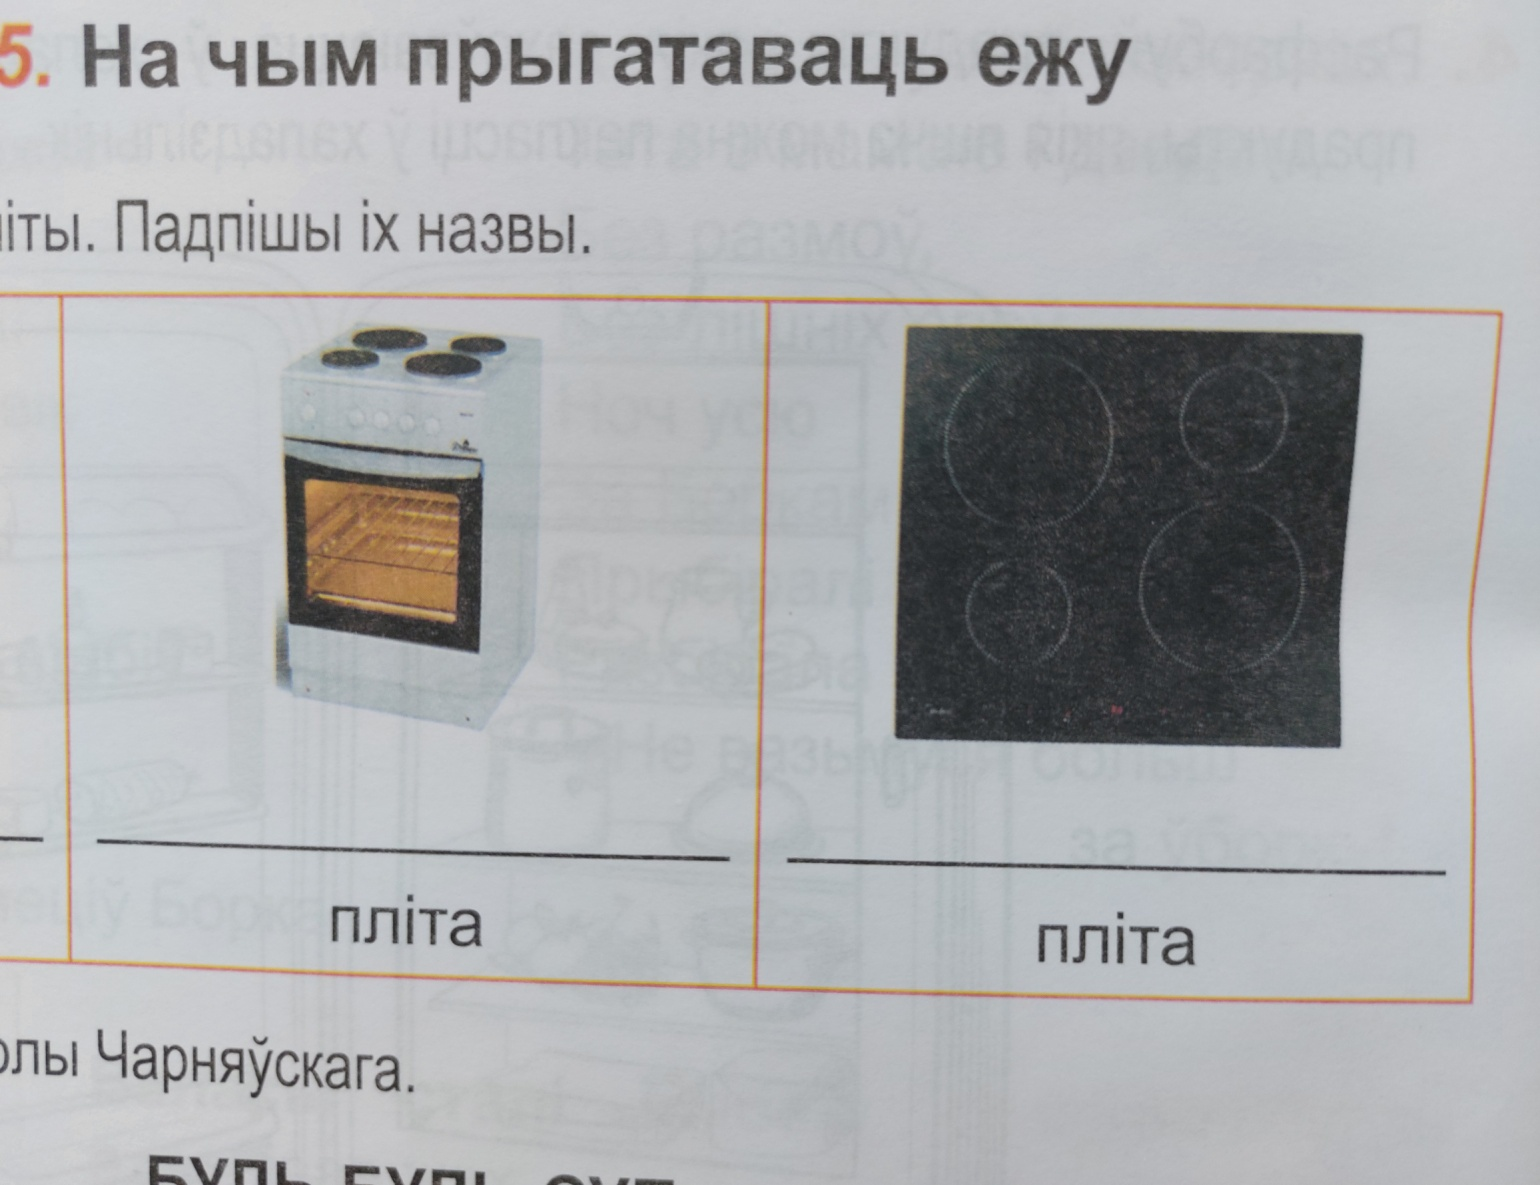 5. На чым прыгатаваць ежу
іты. Падпішы іх назвы.
пліта
пліта
олы Чарняўскага.